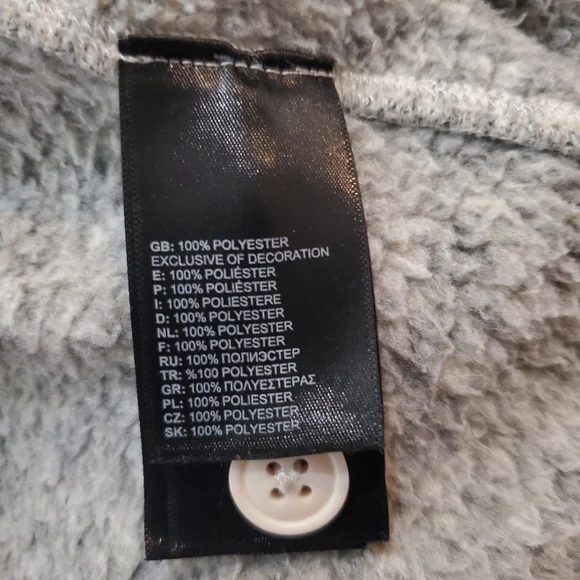 GB: 100% POLYESTER
EXCLUSIVE OF DECORATION
E: 100% POLIÉSTER
P: 100% POLIÉSTER
I: 100% POLIESTERE
D: 100% POLYESTER
NL: 100% POLYESTER
F: 100% POLYESTER
RU: 100% ПОЛИЭСТЕР
TR: %100 POLYESTER
GR: 100% ΠΟΛΥΕΣΤΕΡΑΣ
PL: 100% POLIESTER
CZ: 100% POLYESTER
SK: 100% POLYESTER